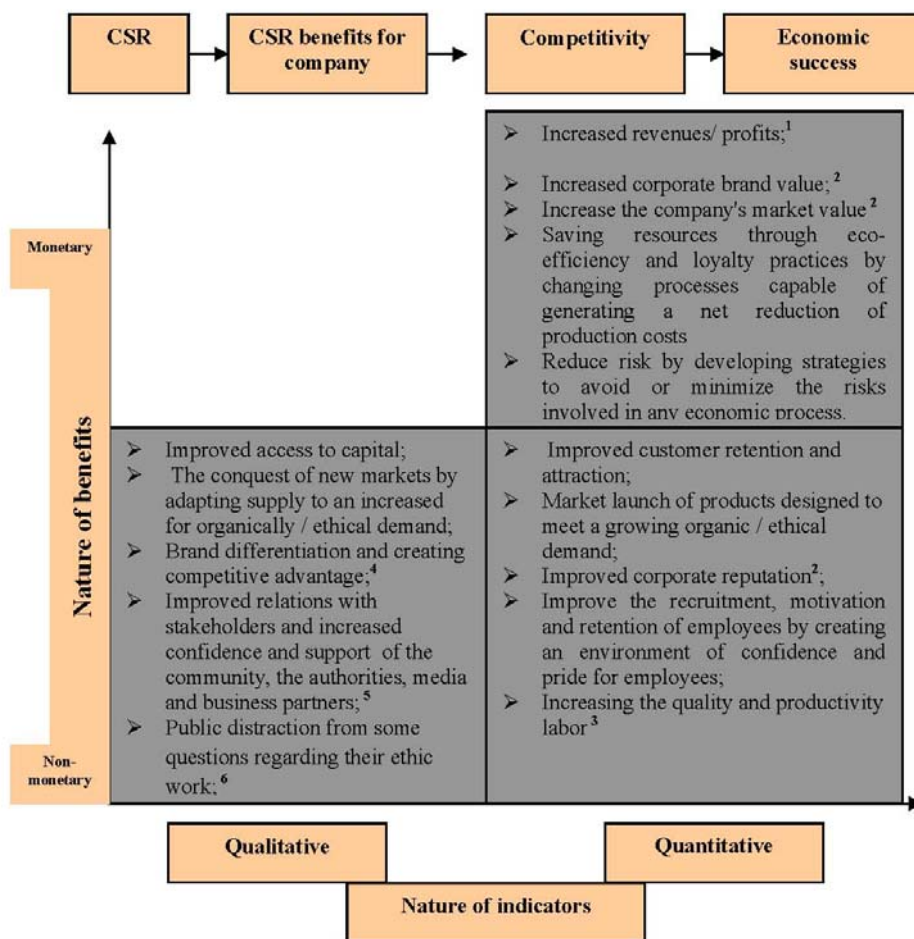 CSR
CSR benefits for
company
Competitivity
Economic
success
➢ Increased revenues/ profits;¹
➢ Increased corporate brand value; ²
➢ Increase the company's market value ²
➢ Saving resources through eco-
efficiency and loyalty practices by
changing processes capable of
generating a net reduction of
production costs
➢ Reduce risk by developing strategies
to avoid or minimize the risks
involved in any economic process.
Monetary
Nature of benefits
Non-
monetary
➢ Improved access to capital;
➢ The conquest of new markets by
adapting supply to an increased
for organically / ethical demand;
➢ Brand differentiation and creating
competitive advantage;⁴
➢ Improved relations with
stakeholders and increased
confidence and support of the
community, the authorities, media
and business partners;⁵
➢ Public distraction from some
questions regarding their ethic
work;⁶
➢ Improved customer retention and
attraction;
➢ Market launch of products designed to
meet a growing organic / ethical
demand;
➢ Improved corporate reputation²;
➢ Improve the recruitment, motivation
and retention of employees by creating
an environment of confidence and
pride for employees;
➢ Increasing the quality and productivity
labor³
Qualitative
Quantitative
Nature of indicators